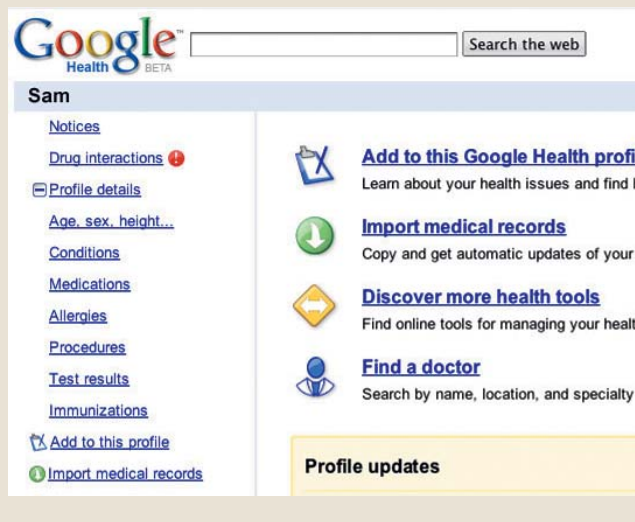 Google™
Health BETA
Search the web
Sam
Notices
Drug interactions
Profile details
Age, sex, height...
Conditions
Medications
Allergies
Procedures
Test results
Immunizations
Add to this profile
Import medical records
Add to this Google Health
Learn about your health issues and find
Import medical records
Copy and get automatic updates of your
Discover more health tools
Find online tools for managing your
Find a doctor
Search by name, location, and specialty
Profile updates